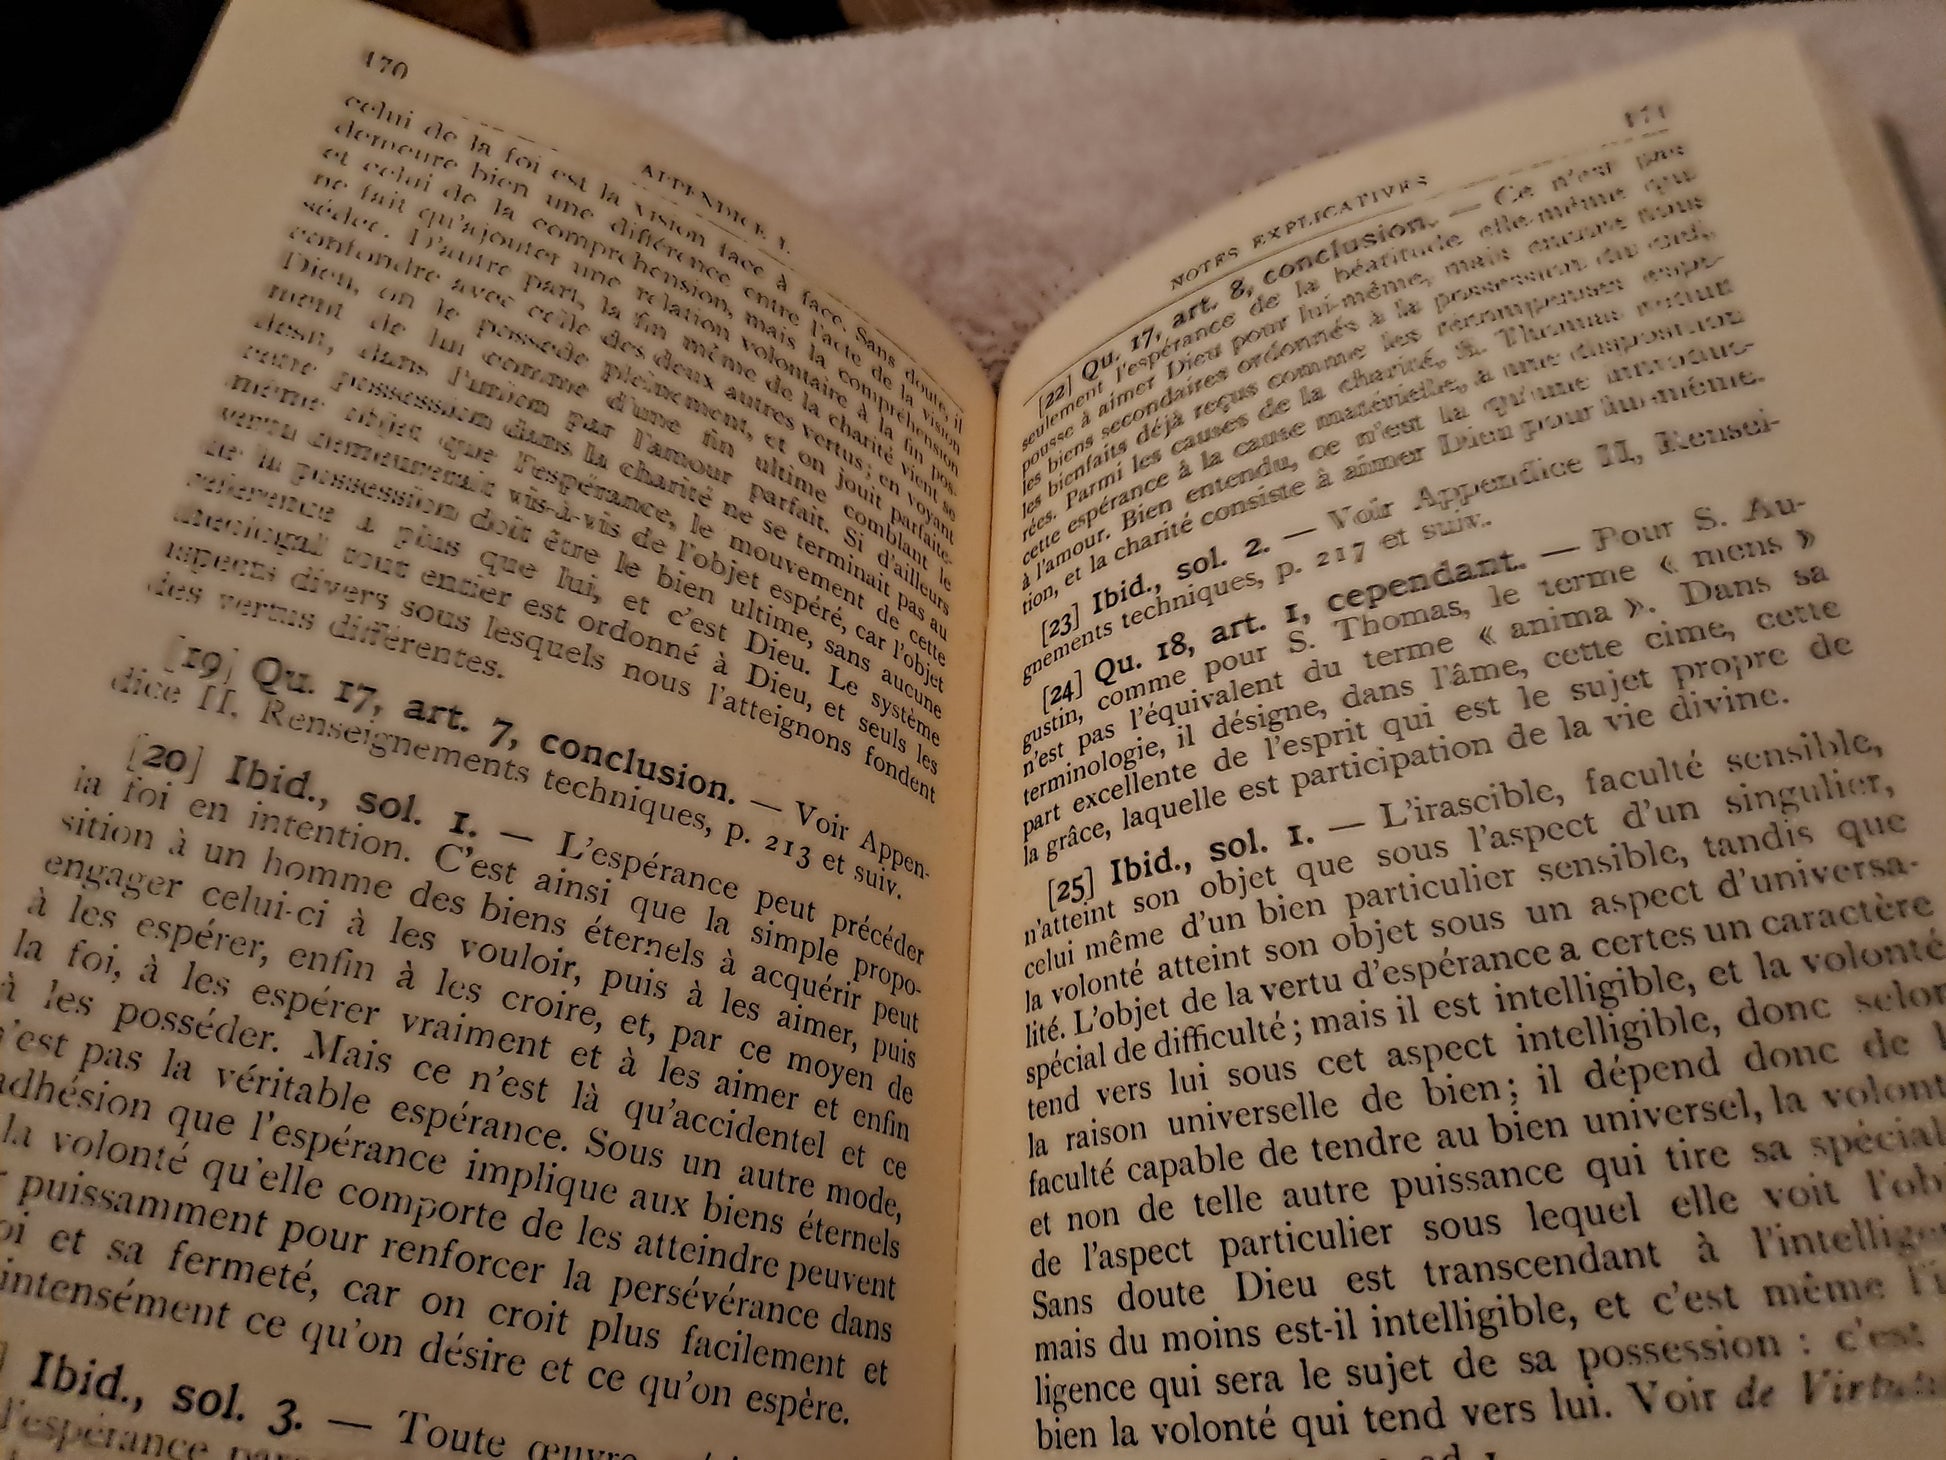 170
APPENDICE I.
celui de la foi est la vision face à face. Sans doute, il
demeure bien une différence entre l'acte de la vision
et celui de la compréhension, mais la compréhension
ne fait qu'ajouter une relation volontaire à la fin pos-
sédée. D'autre part, la fin même de la charité vient se
confondre avec celle des deux autres vertus; en voyant
Dieu, on le possède pleinement, et on jouit parfaite-
ment de lui comme d'une fin ultime comblant le
désir, dans l'union par l'amour parfait. Si d'ailleurs
cette possession dans la charité ne se terminait pas au
même objet que l'espérance, le mouvement de cette
vertu demeurerait vis-à-vis de l'objet espéré, car l'objet
de la possession doit être le bien ultime, sans aucune
référence à plus que lui, et c'est Dieu. Le système
théologal tout entier est ordonné à Dieu, et seuls les
aspects divers sous lesquels nous l'atteignons fondent
des vertus différentes.
[19] Qu. 17, art. 7, conclusion. — Voir Appen-
dice II. Renseignements techniques, p. 213 et suiv.
[20] Ibid., sol. 1. — L'espérance peut précéder
la foi en intention. C'est ainsi que la simple propo-
sition à un homme des biens éternels à acquérir peut
engager celui-ci à les vouloir, puis à les aimer, puis
à les espérer, enfin à les croire, et, par ce moyen de
la foi, à les espérer vraiment et à les aimer et enfin
à les posséder. Mais ce n'est là qu'accidentel et ce
n'est pas la véritable espérance. Sous un autre mode,
adhésion que l'espérance implique aux biens éternels
la volonté qu'elle comporte de les atteindre peuvent
puissamment pour renforcer la persévérance dans
et sa fermeté, car on croit plus facilement et
intensément ce qu'on désire et ce qu'on espère.
Ibid., sol. 3. — Toute œuvre
l'espérance
171
NOTES EXPLICATIVES
[22] Qu. 17, art. 8, conclusion. — Ce n'est pas
seulement l'espérance de la béatitude elle-même qui
pousse à aimer Dieu pour lui-même, mais encore tous
les biens secondaires ordonnés à la possession du ciel,
les bienfaits déjà reçus comme les récompenses espé-
rées. Parmi les causes de la charité, S. Thomas réduit
cette espérance à la cause matérielle, à une disposition
à l'amour. Bien entendu, ce n'est là qu'une introduc-
tion, et la charité consiste à aimer Dieu pour lui-même.
[23] Ibid., sol. 2. — Voir Appendice II, Rensei-
gnements techniques, p. 217 et suiv.
[24] Qu. 18, art. 1, cependant. — Pour S. Au-
gustin, comme pour S. Thomas, le terme « mens »
n'est pas l'équivalent du terme « anima ». Dans sa
terminologie, il désigne, dans l'âme, cette cime, cette
part excellente de l'esprit qui est le sujet propre de
la grâce, laquelle est participation de la vie divine.
[25] Ibid., sol. 1. — L'irascible, faculté sensible,
n'atteint son objet que sous l'aspect d'un singulier,
celui même d'un bien particulier sensible, tandis que
la volonté atteint son objet sous un aspect d'universa-
lité. L'objet de la vertu d'espérance a certes un caractère
spécial de difficulté; mais il est intelligible, et la volonté
tend vers lui sous cet aspect intelligible, donc selon
la raison universelle de bien; il dépend donc de
faculté capable de tendre au bien universel, la volonté
et non de telle autre puissance qui tire sa
de l'aspect particulier sous lequel elle voit
Sans doute Dieu est transcendant à
mais du moins est-il intelligible, et c'est même
ligence qui sera le sujet de sa possession : c'est
bien la volonté qui tend vers lui. Voir de
ad 1